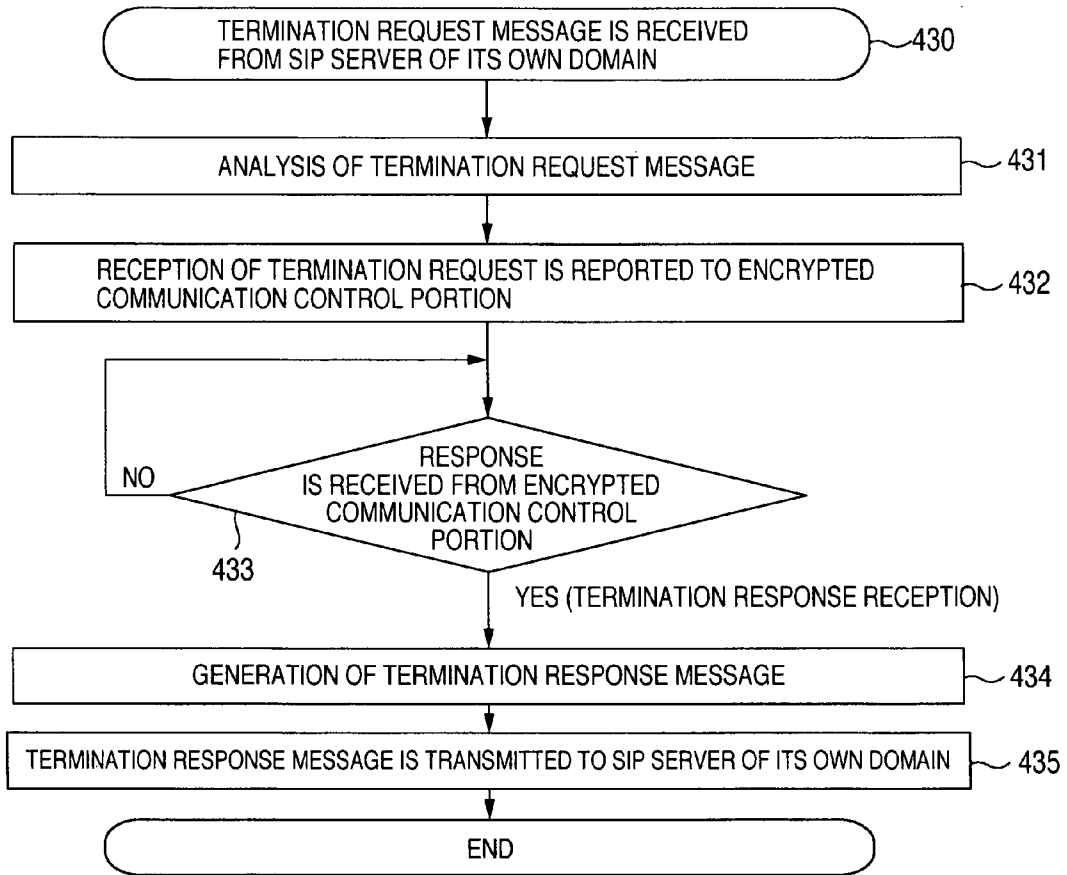 TERMINATION REQUEST MESSAGE IS RECEIVED
FROM SIP SERVER OF ITS OWN DOMAIN
430
ANALYSIS OF TERMINATION REQUEST MESSAGE
431
RECEPTION OF TERMINATION REQUEST IS REPORTED TO ENCRYPTED
COMMUNICATION CONTROL PORTION
432
RESPONSE
IS RECEIVED FROM ENCRYPTED
COMMUNICATION CONTROL
PORTION
NO
433
YES (TERMINATION RESPONSE RECEPTION)
GENERATION OF TERMINATION RESPONSE MESSAGE
434
TERMINATION RESPONSE MESSAGE IS TRANSMITTED TO SIP SERVER OF ITS OWN DOMAIN
435
END